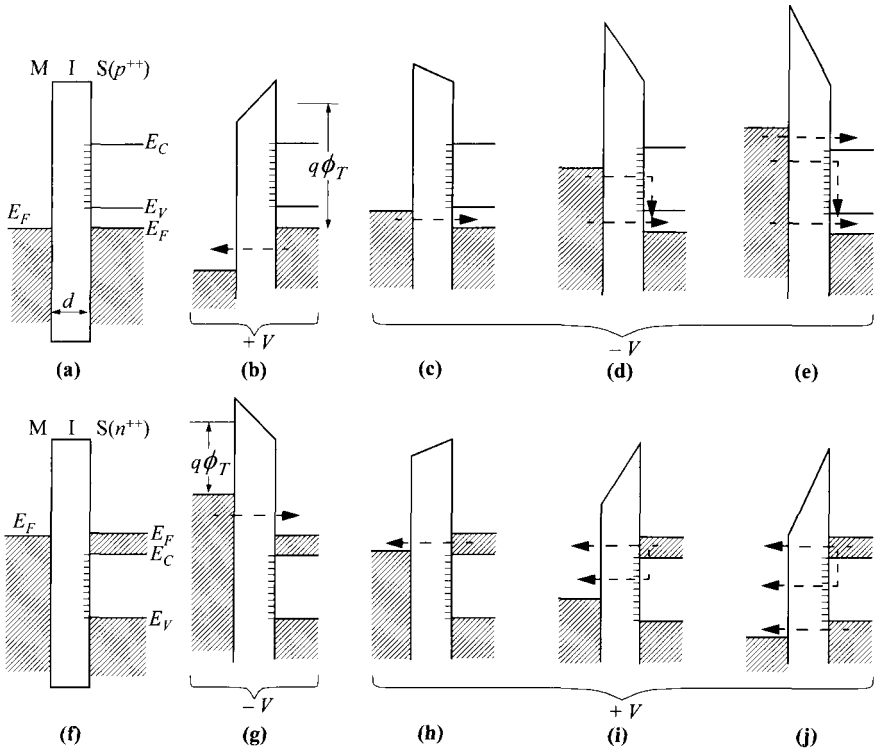 M I S(p++)
E_C
qϕ_T
E_F
E_V
E_F
d
+ V
− V
(a) (b) (c) (d) (e)
M I S(n++)
qϕ_T
E_F
E_F
E_C
E_V
− V
+ V
(f) (g) (h) (i) (j)